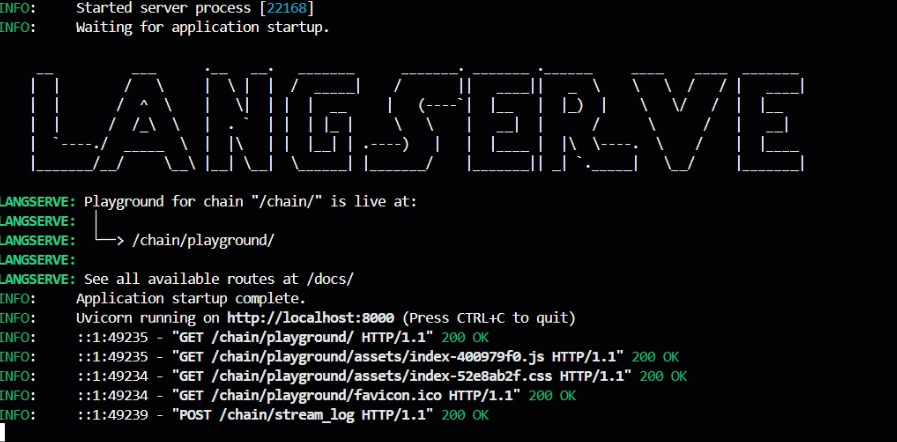 INFO:     Started server process [22168]
INFO:     Waiting for application startup.
LANGSERVE
LANGSERVE: Playground for chain "/chain/" is live at:
LANGSERVE:  │
LANGSERVE:  └──> /chain/playground/
LANGSERVE:
LANGSERVE: See all available routes at /docs/
INFO:     Application startup complete.
INFO:     Uvicorn running on http://localhost:8000 (Press CTRL+C to quit)
INFO:     ::1:49235 - "GET /chain/playground/ HTTP/1.1" 200 OK
INFO:     ::1:49235 - "GET /chain/playground/assets/index-400979f0.js HTTP/1.1" 200 OK
INFO:     ::1:49234 - "GET /chain/playground/assets/index-52e8ab2f.css HTTP/1.1" 200 OK
INFO:     ::1:49234 - "GET /chain/playground/favicon.ico HTTP/1.1" 200 OK
INFO:     ::1:49239 - "POST /chain/stream_log HTTP/1.1" 200 OK